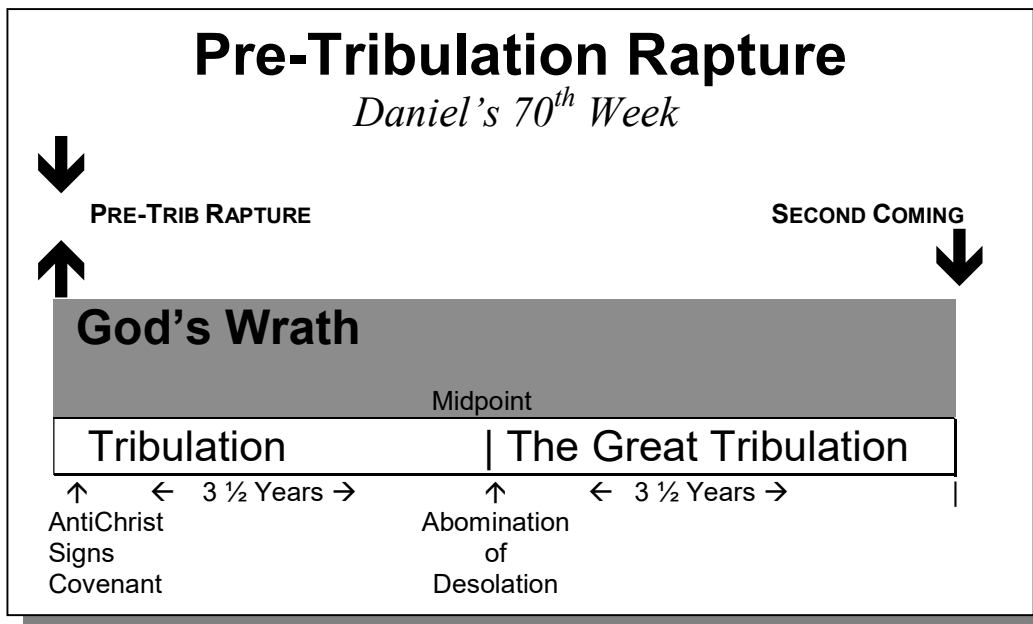 Pre-Tribulation Rapture
Daniel's 70th Week
PRE-TRIB RAPTURE
SECOND COMING
God's Wrath
Midpoint
Tribulation | The Great Tribulation
↑ ← 3 ½ Years → ↑ ← 3 ½ Years → |
AntiChrist
Signs
Covenant
Abomination
of
Desolation